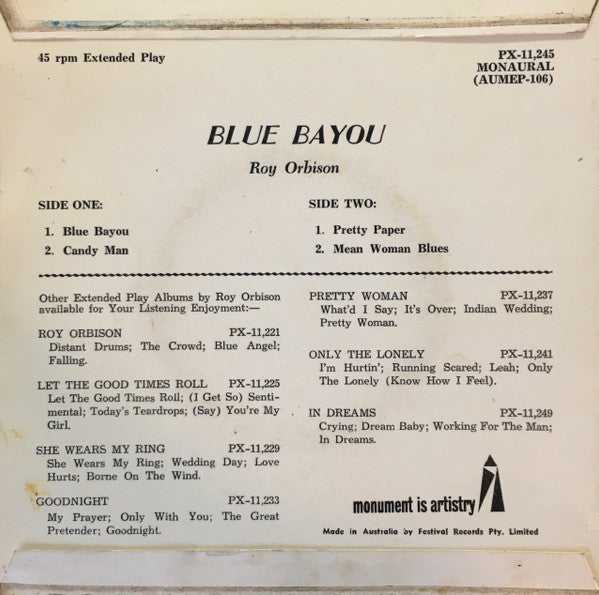 45 rpm Extended Play
PX-11,245
MONAURAL
(AUMEP-106)
BLUE BAYOU
Roy Orbison
SIDE ONE:
1. Blue Bayou
2. Candy Man
SIDE TWO:
1. Pretty Paper
2. Mean Woman Blues
Other Extended Play Albums by Roy Orbison
available for Your Listening Enjoyment:—
ROY ORBISON PX-11,221
Distant Drums; The Crowd; Blue Angel;
Falling.
LET THE GOOD TIMES ROLL PX-11,225
Let The Good Times Roll; (I Get So) Senti-
mental; Today's Teardrops; (Say) You're My
Girl.
SHE WEARS MY RING PX-11,229
She Wears My Ring; Wedding Day; Love
Hurts; Borne On The Wind.
GOODNIGHT PX-11,233
My Prayer; Only With You; The Great
Pretender; Goodnight.
PRETTY WOMAN PX-11,237
What'd I Say; It's Over; Indian Wedding;
Pretty Woman.
ONLY THE LONELY PX-11,241
I'm Hurtin'; Running Scared; Leah; Only
The Lonely (Know How I Feel).
IN DREAMS PX-11,249
Crying; Dream Baby; Working For The Man;
In Dreams.
monument is artistry
Made in Australia by Festival Records Pty. Limited